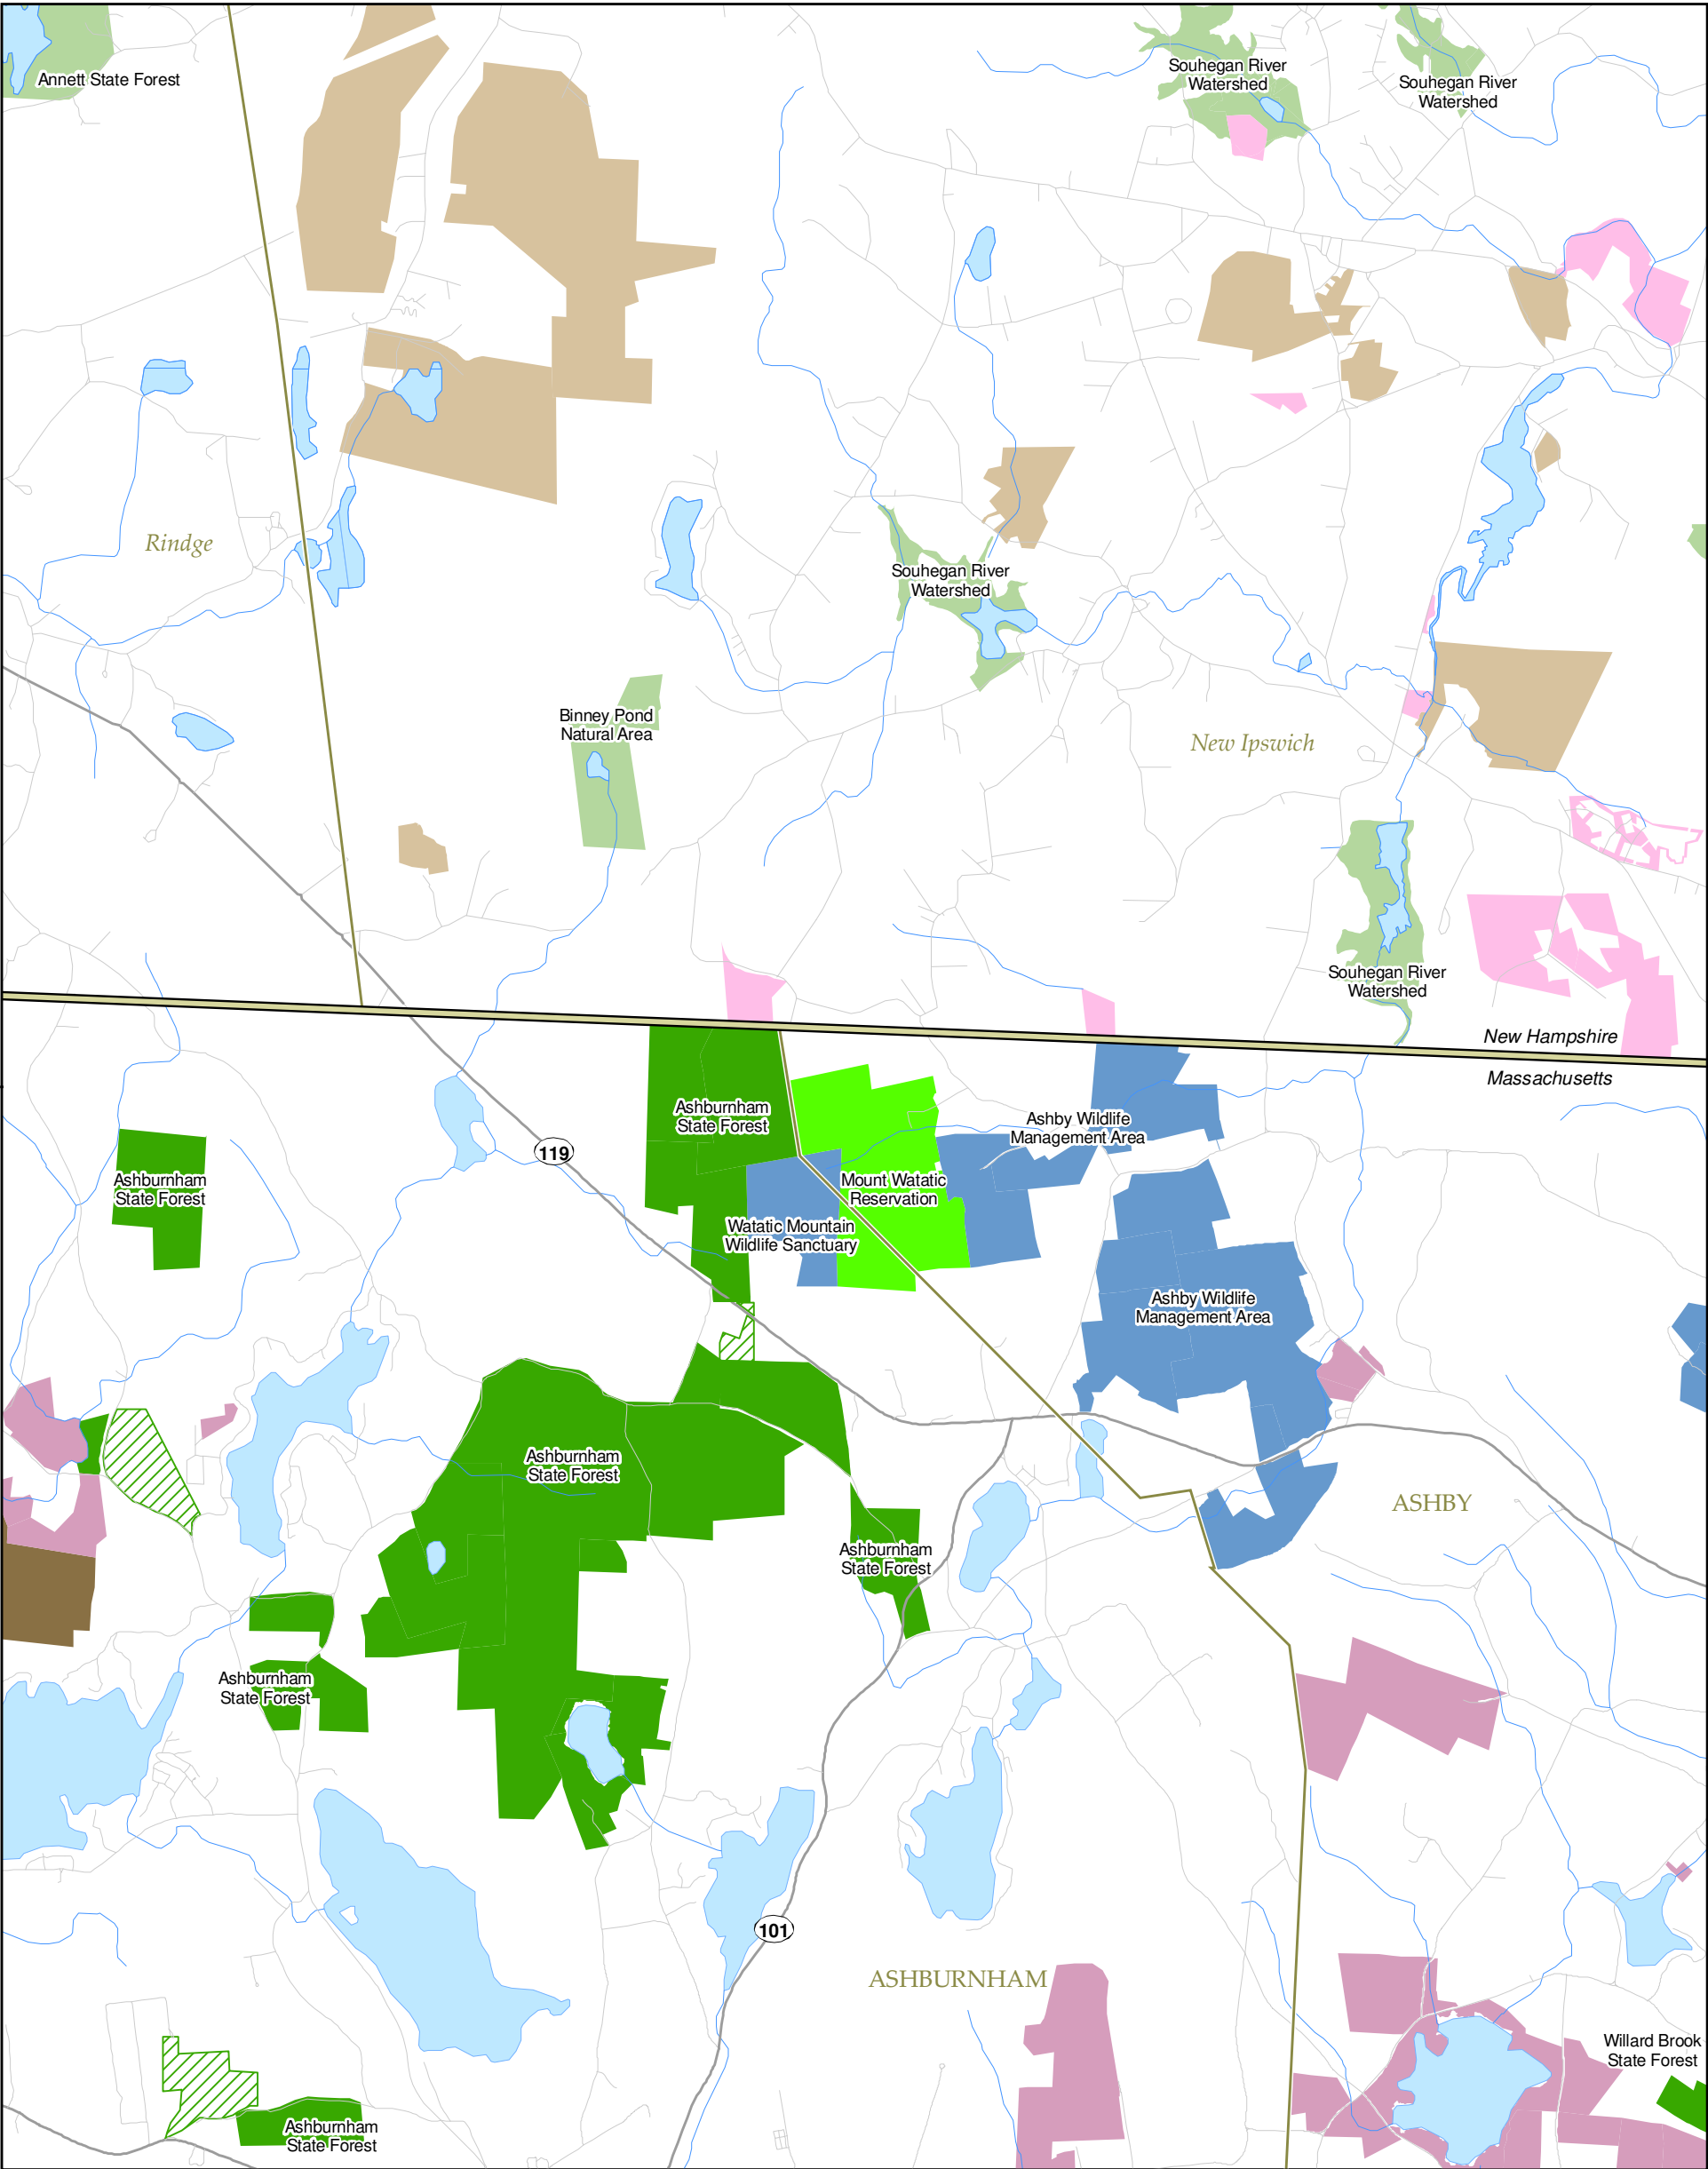 Annett State Forest
Souhegan River
Watershed
Souhegan River
Watershed
Rindge
Souhegan River
Watershed
Binney Pond
Natural Area
New Ipswich
Souhegan River
Watershed
New Hampshire
Massachusetts
Ashburnham
State Forest
Ashby Wildlife
Management Area
119
Ashburnham
State Forest
Mount Watatic
Reservation
Watatic Mountain
Wildlife Sanctuary
Ashby Wildlife
Management Area
Ashburnham
State Forest
ASHBY
Ashburnham
State Forest
Ashburnham
State Forest
101
ASHBURNHAM
Willard Brook
State Forest
Ashburnham
State Forest